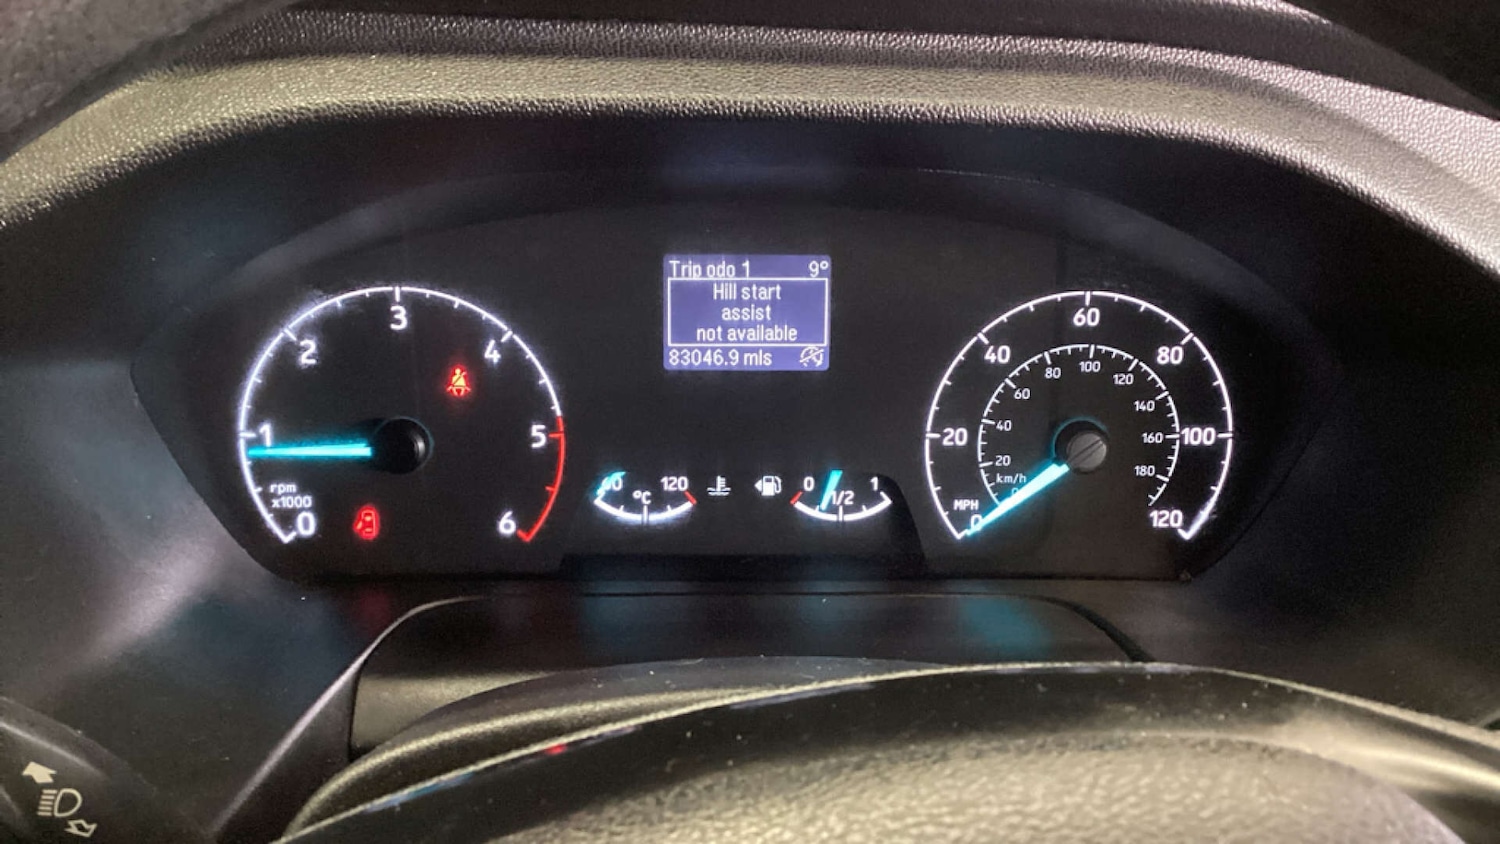 Trip odo 1 9°
Hill start
assist
not available
83046.9 mls
0 1 2 3 4 5 6
rpm
x1000
60 120
°C
0 1/2 1
0 20 40 60 80 100 120
MPH
0 20 40 60 80 100 120 140 160 180
km/h